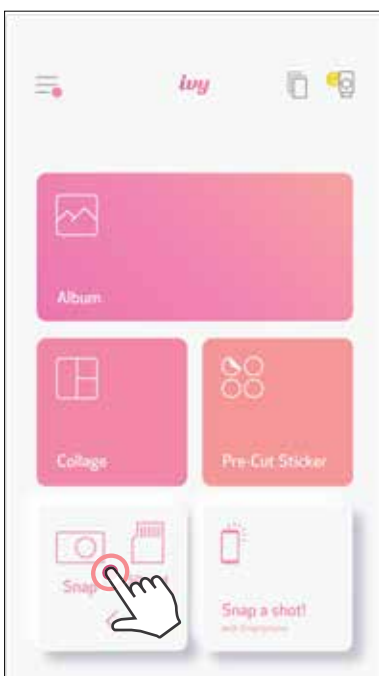 ivy
Album
Collage
Pre-Cut Sticker
Snap
Snap a shot!